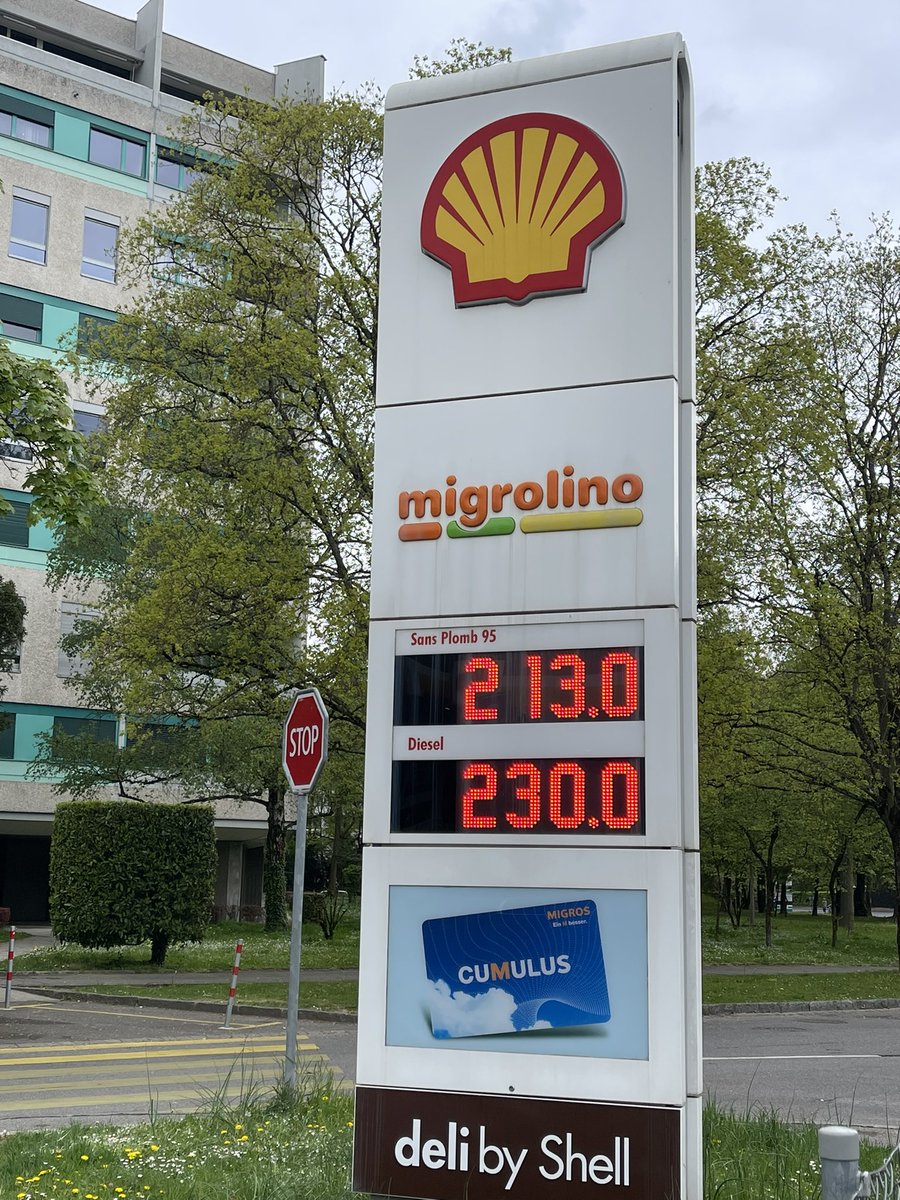 migrolino
Sans Plomb 95
213.0
Diesel
230.0
STOP
MIGROS
Ein M besser.
CUMULUS
deli by Shell